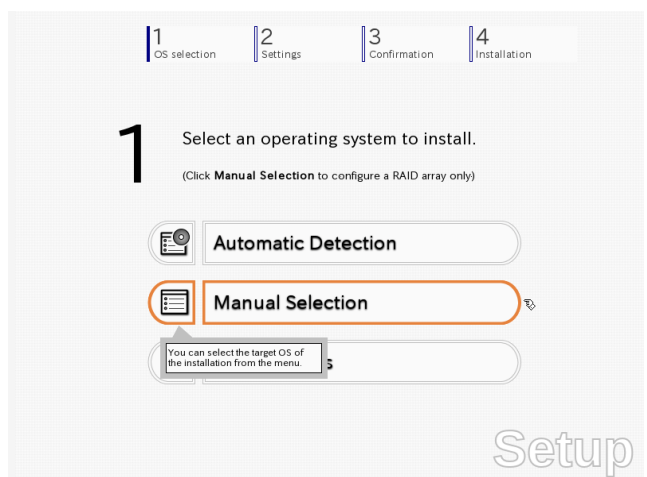 1
OS selection
2
Settings
3
Confirmation
4
Installation
1
Select an operating system to install.
(Click Manual Selection to configure a RAID array only)
Automatic Detection
Manual Selection
You can select the target OS of
the installation from the menu.
Setup